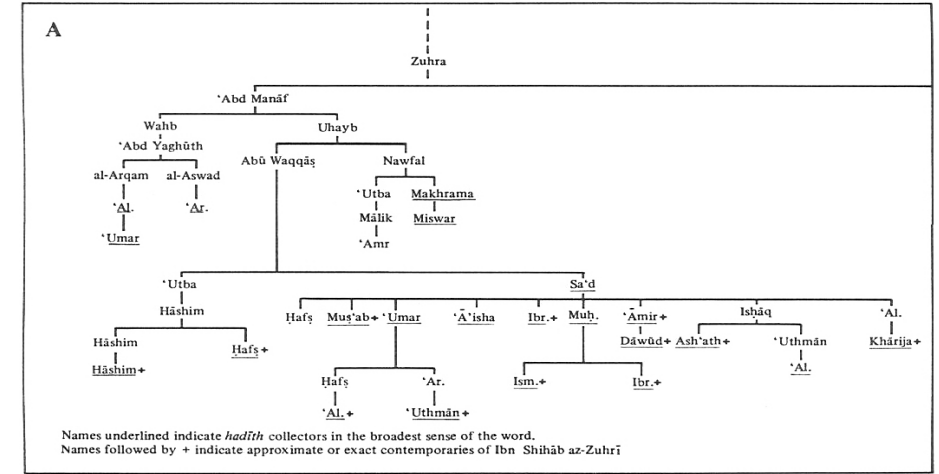 A
Zuhra
ʿAbd Manāf
Wahb Uhayb
ʿAbd Yaghūth
Abū Waqqāṣ Nawfal
al-Arqam al-Aswad
ʿUtba Makhrama
ʿAl. ʿAr.
Mālik Miswar
ʿUmar
ʿAmr
ʿUtba Saʿd
Hāshim
Ḥafṣ Muṣʿab+ ʿUmar ʿĀʾisha Ibr.+ Muḥ. ʿĀmir+ Isḥāq ʿAl.
Hāshim Ḥafṣ+ Dāwūd+ Ashʿath+ ʿUthmān Khārija+
Hāshim+ ʿAl.
Ḥafṣ ʿAr. Ism.+ Ibr.+
ʿAl.+ ʿUthmān+
Names underlined indicate hadīth collectors in the broadest sense of the word.
Names followed by + indicate approximate or exact contemporaries of Ibn Shihāb az-Zuhrī